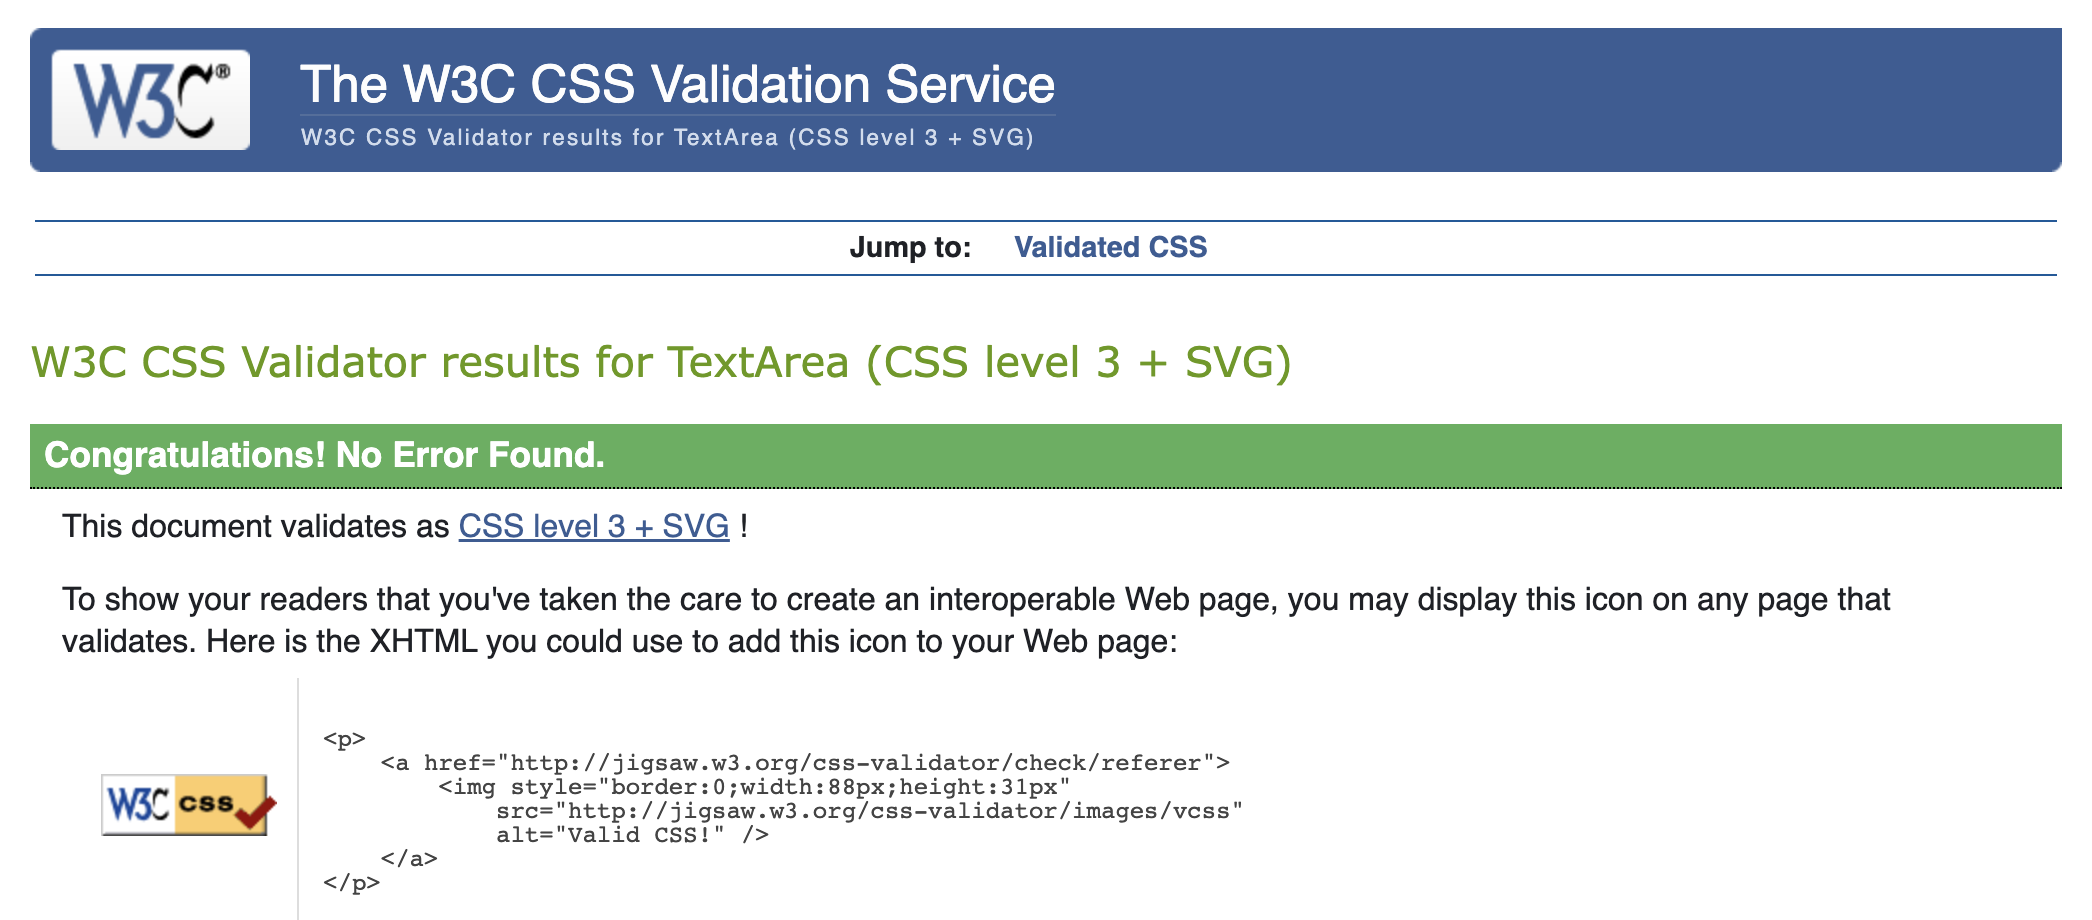 W3C®
The W3C CSS Validation Service
W3C CSS Validator results for TextArea (CSS level 3 + SVG)
Jump to: Validated CSS
W3C CSS Validator results for TextArea (CSS level 3 + SVG)
Congratulations! No Error Found.
This document validates as CSS level 3 + SVG !
To show your readers that you've taken the care to create an interoperable Web page, you may display this icon on any page that
validates. Here is the XHTML you could use to add this icon to your Web page:
W3C css
<p>
    <a href="http://jigsaw.w3.org/css-validator/check/referer">
        <img style="border:0;width:88px;height:31px"
            src="http://jigsaw.w3.org/css-validator/images/vcss"
            alt="Valid CSS!" />
    </a>
</p>